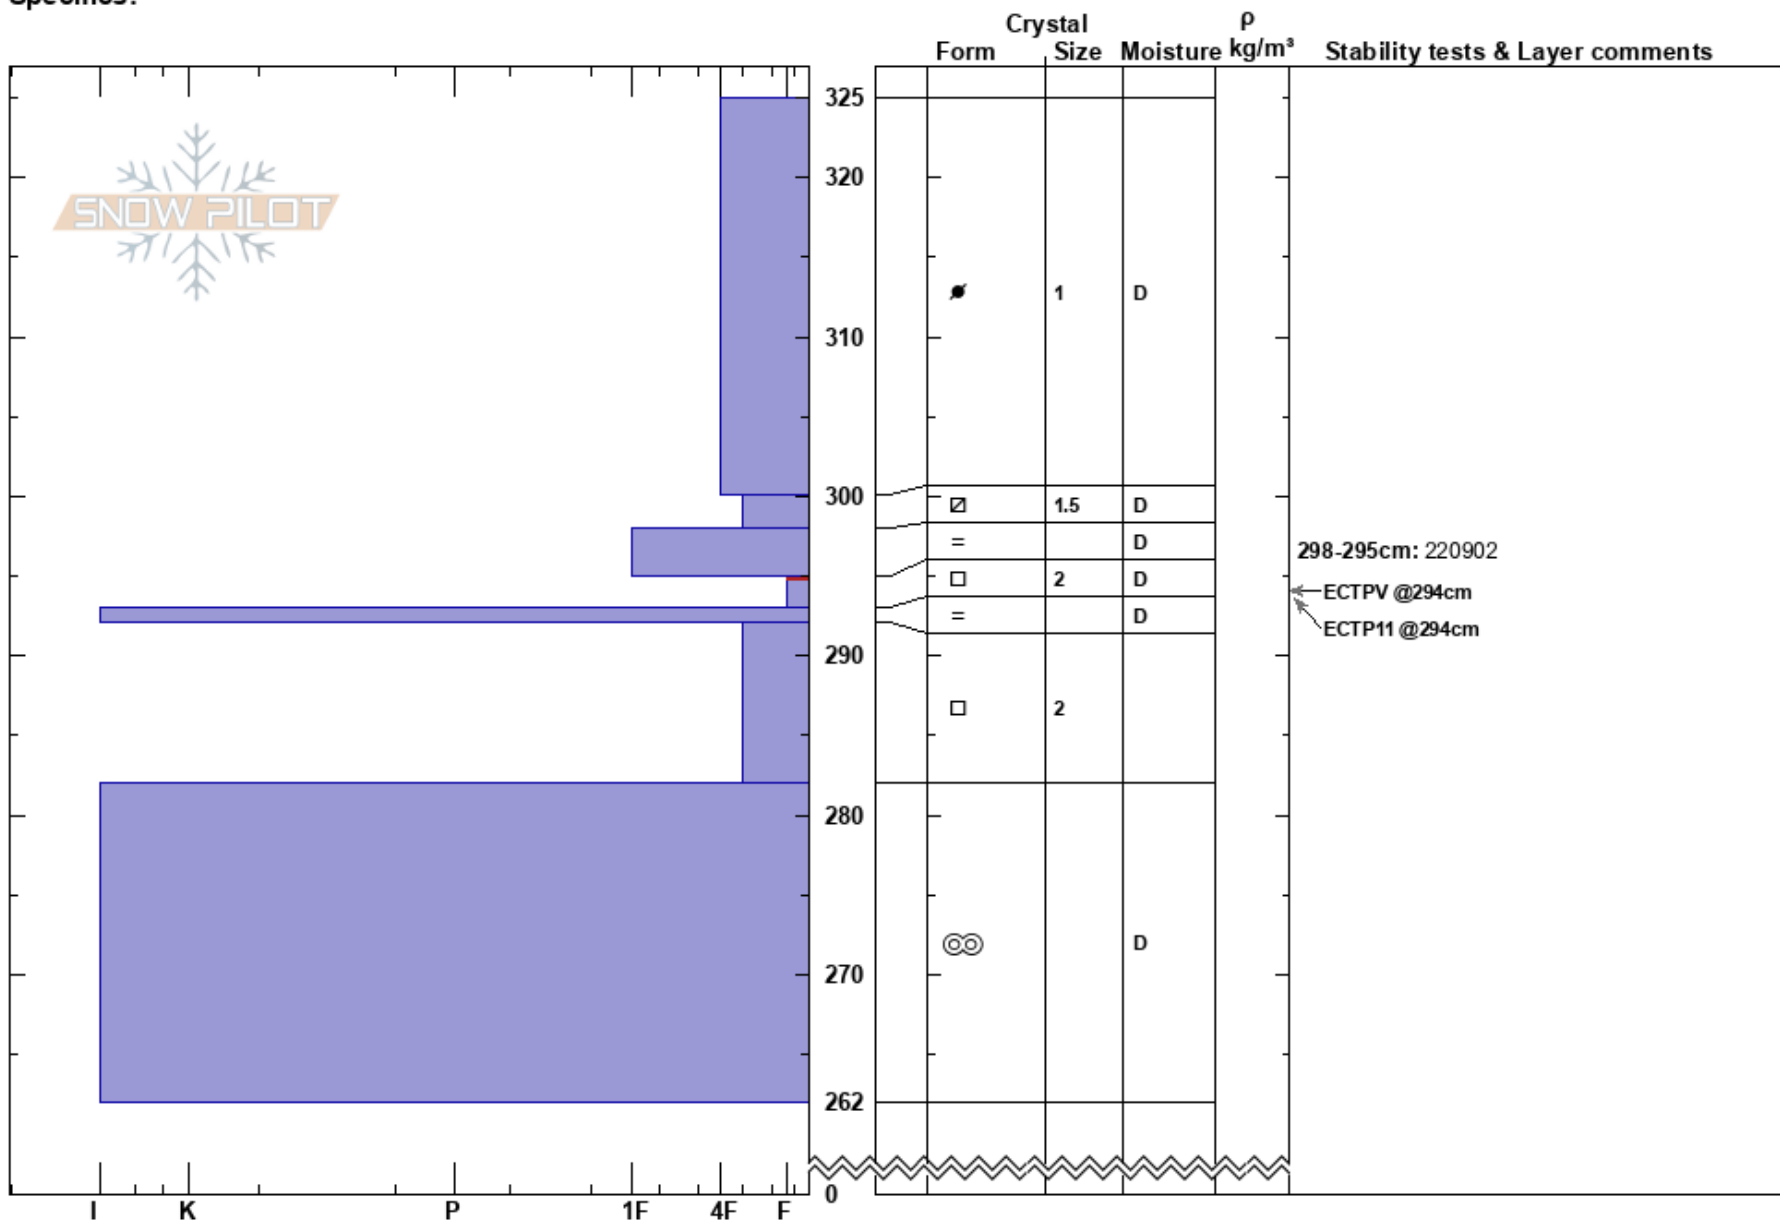 Specifics:
Crystal ρ
Form Size Moisture kg/m³ Stability tests & Layer comments
325
SNOW PILOT
320
1 D
310
300
1.5 D
= D
298-295cm: 220902
2 D
ECTPV @294cm
= D
ECTP11 @294cm
290
2
280
D
270
262
0
I K P 1F 4F F